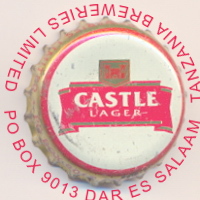 TANZANIA BREWERIES LIMITED
PO BOX 9013 DAR ES SALAAM
CASTLE
LAGER